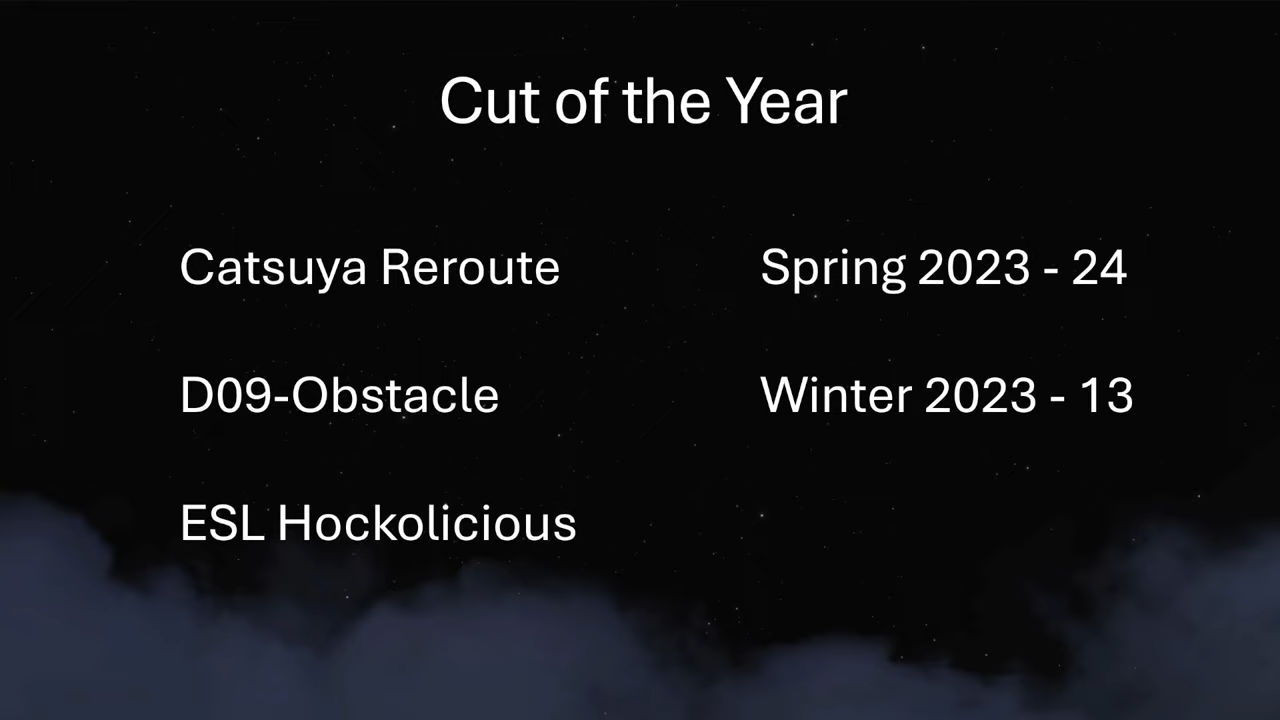 Cut of the Year
Catsuya Reroute
Spring 2023 - 24
D09-Obstacle
Winter 2023 - 13
ESL Hockolicious